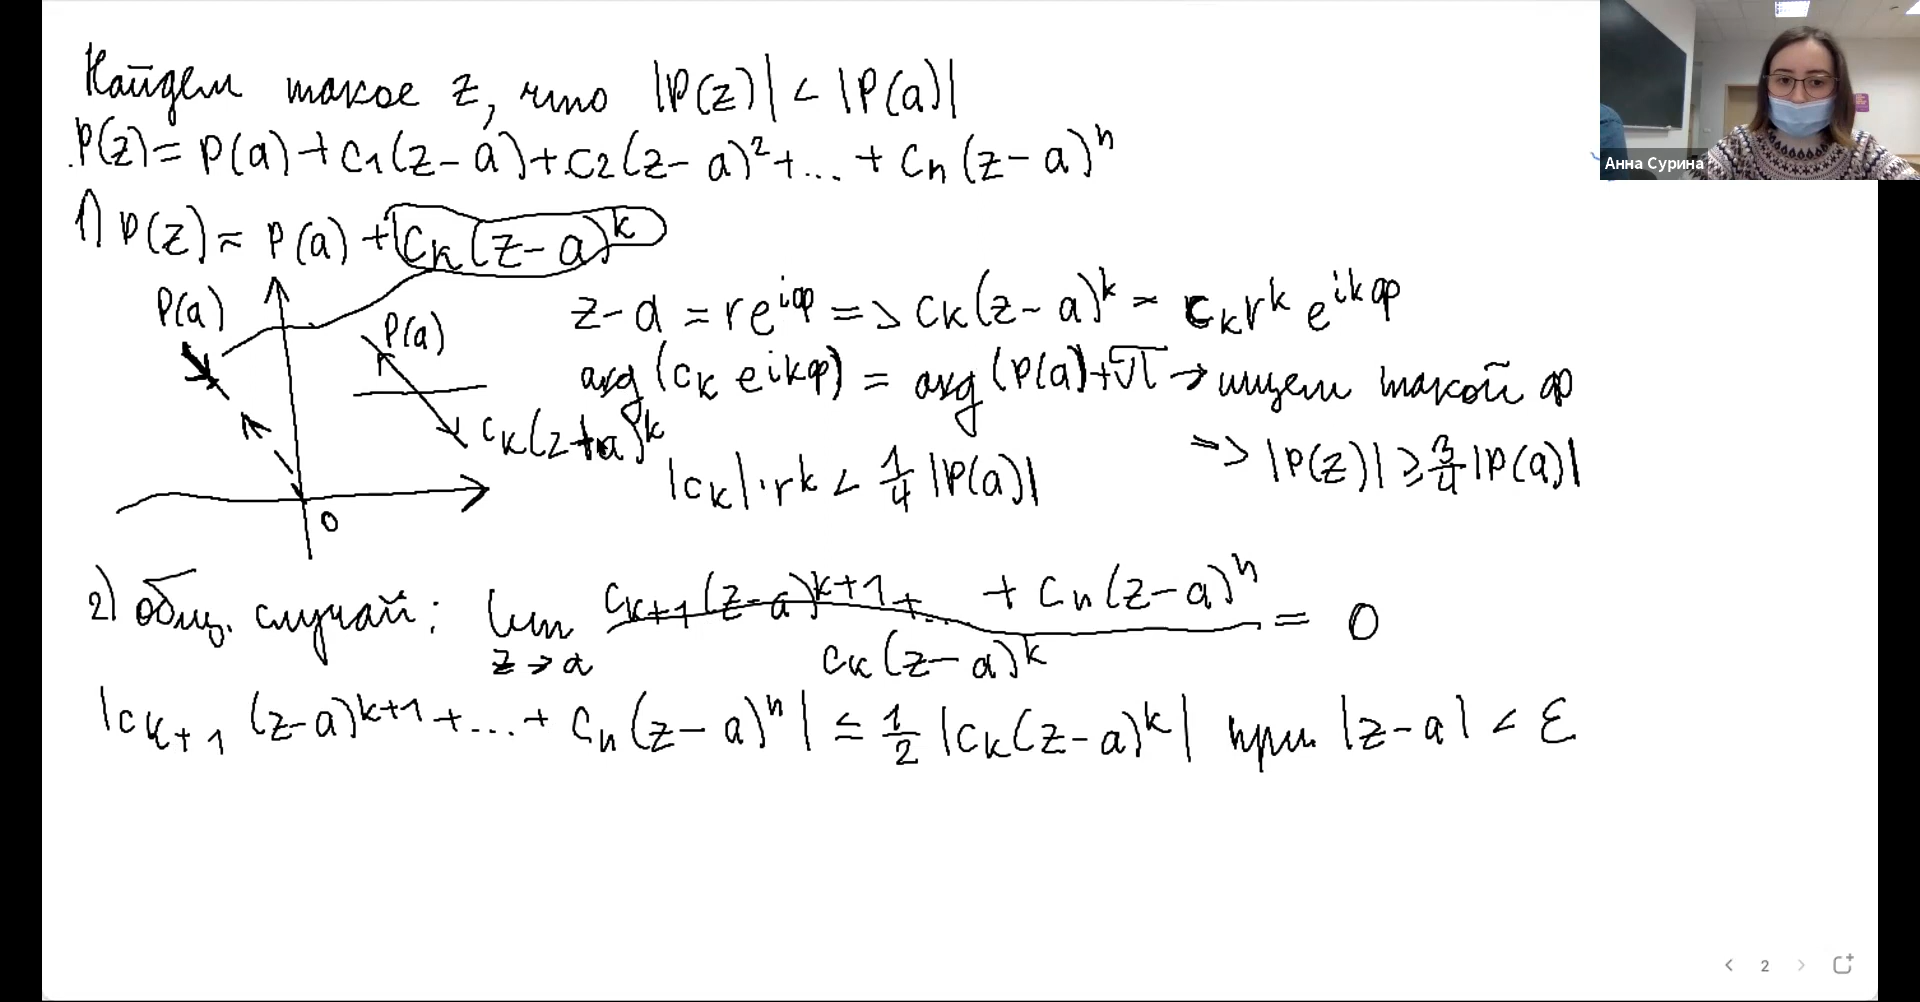 Найдем такое z, что |P(z)| < |P(a)|
P(z) = P(a) + c₁(z-a) + c₂(z-a)² + ... + cₙ(z-a)ⁿ
Анна Сурина
1) P(z) ≈ P(a) + cₖ(z-a)ᵏ
P(a)
P(a)
cₖ(z+a)ᵏ
0
z-a = re^{iφ} => cₖ(z-a)ᵏ = cₖrᵏe^{ikφ}
arg(cₖ e^{ikφ}) = arg(P(a)+π → ищем такой φ
|cₖ|·rᵏ < 1/4 |P(a)|
=> |P(z)| ≥ 3/4 |P(a)|
2) общ. случай: lim_{z→a} (cₖ₊₁(z-a)ᵏ⁺¹ + ... + cₙ(z-a)ⁿ) / (cₖ(z-a)ᵏ) = 0
|cₖ₊₁(z-a)ᵏ⁺¹ + ... + cₙ(z-a)ⁿ| ≤ 1/2 |cₖ(z-a)ᵏ| при |z-a| < ε
2